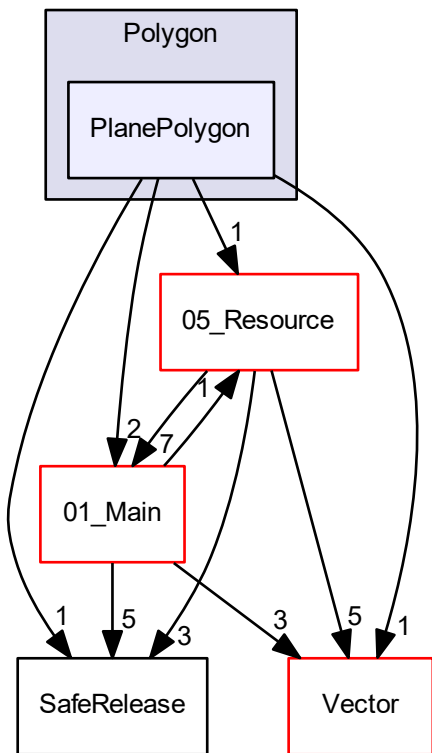 Polygon
PlanePolygon
1
05_Resource
1
2
7
01_Main
5
3
3
5
1
1
SafeRelease
Vector